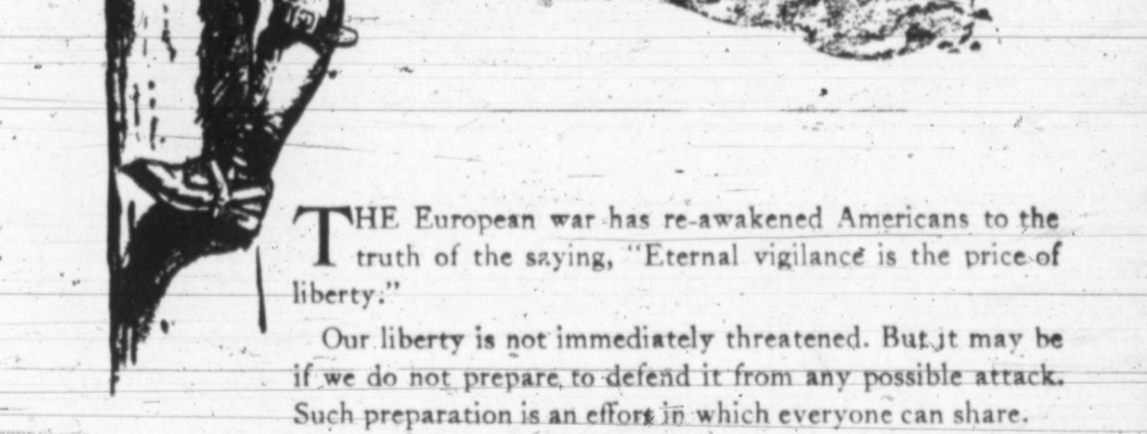 THE European war has re-awakened Americans to the
truth of the saying, "Eternal vigilance is the price of
liberty."
Our liberty is not immediately threatened. But it may be
if we do not prepare to defend it from any possible attack.
Such preparation is an effort in which everyone can share.